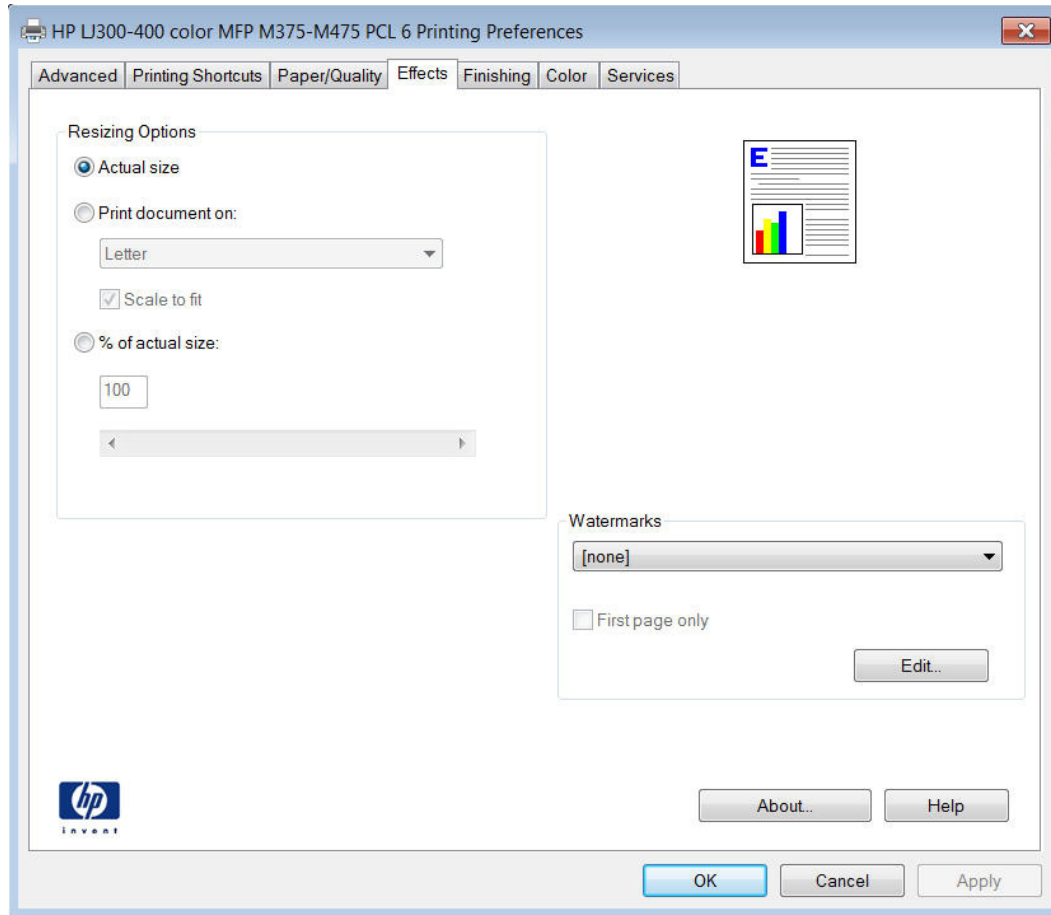 HP LJ300-400 color MFP M375-M475 PCL 6 Printing Preferences
Advanced Printing Shortcuts Paper/Quality Effects Finishing Color Services
Resizing Options
Actual size
Print document on:
Letter
Scale to fit
% of actual size:
100
E
Watermarks
[none]
First page only
Edit...
hp
invent
About...
Help
OK
Cancel
Apply